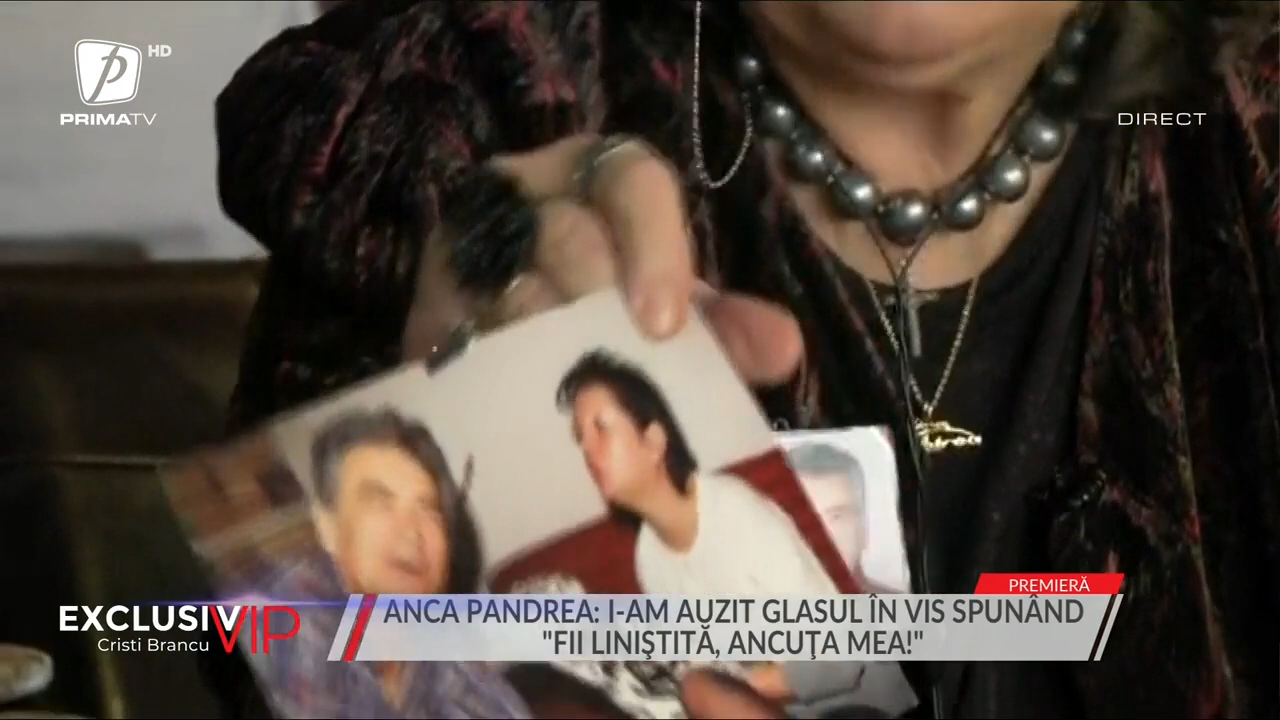 HD
PRIMATV
DIRECT
PREMIERĂ
EXCLUSIV VIP
Cristi Brancu
ANCA PANDREA: I-AM AUZIT GLASUL ÎN VIS SPUNÂND
"FII LINIŞTITĂ, ANCUŢA MEA!"